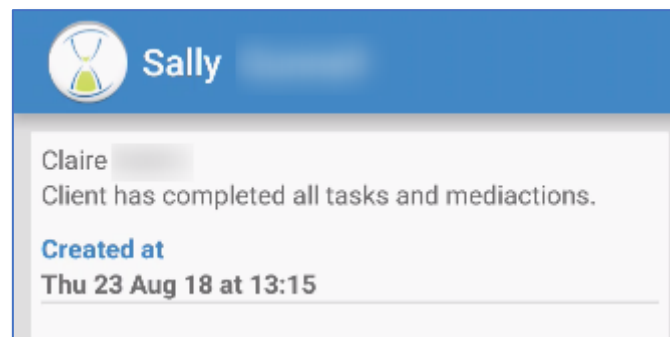 Sally
Claire
Client has completed all tasks and mediactions.
Created at
Thu 23 Aug 18 at 13:15